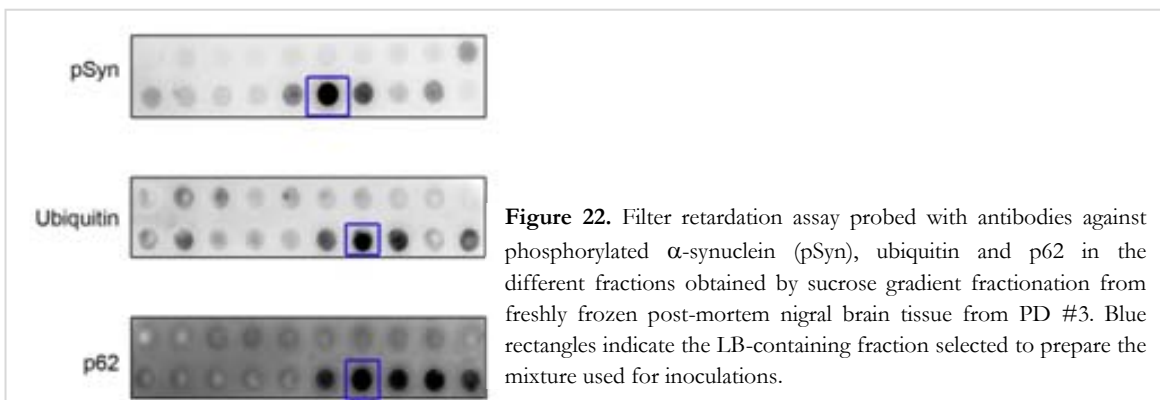 pSyn
Ubiquitin
p62
Figure 22. Filter retardation assay probed with antibodies against
phosphorylated α-synuclein (pSyn), ubiquitin and p62 in the
different fractions obtained by sucrose gradient fractionation from
freshly frozen post-mortem nigral brain tissue from PD #3. Blue
rectangles indicate the LB-containing fraction selected to prepare the
mixture used for inoculations.